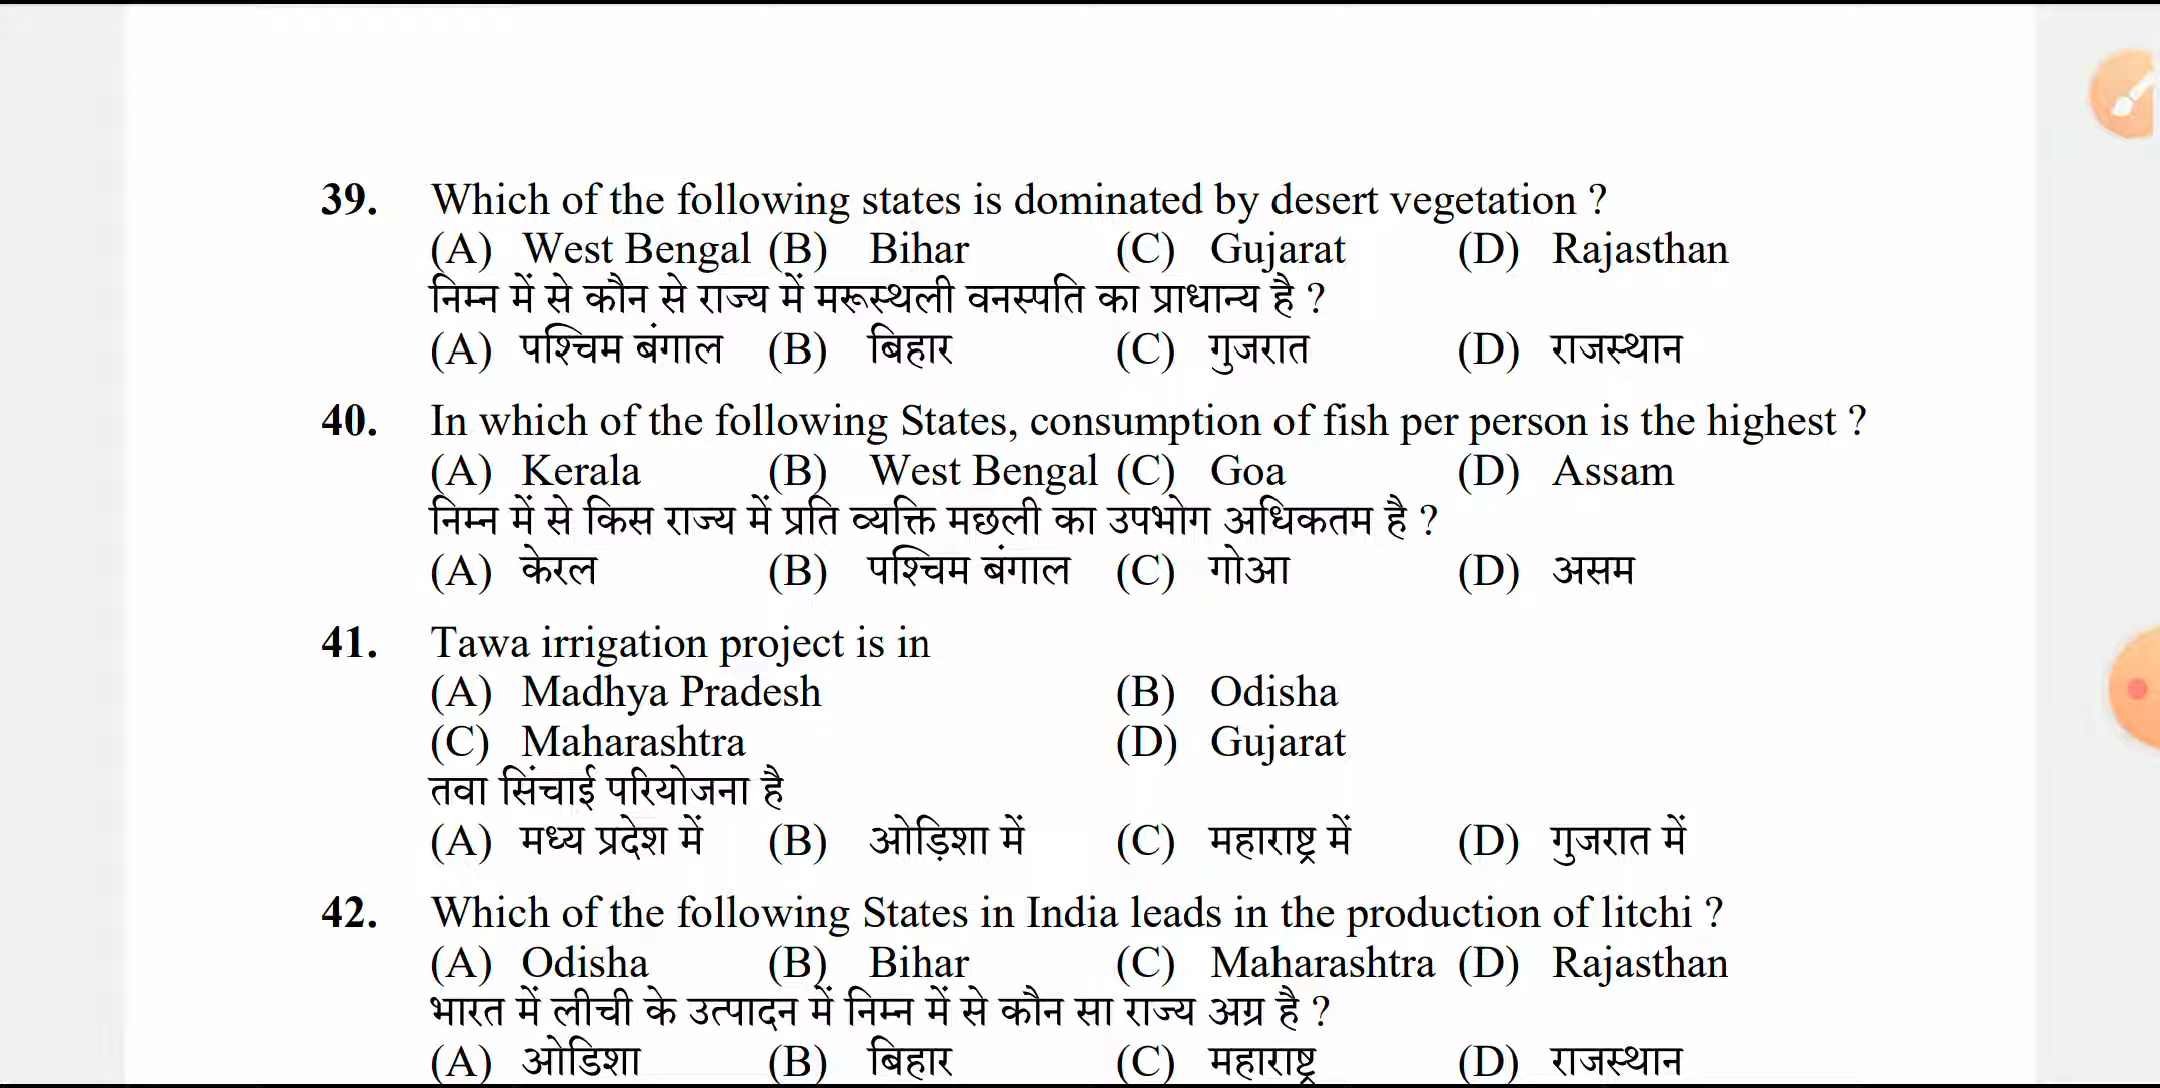 39. Which of the following states is dominated by desert vegetation ?
(A) West Bengal (B) Bihar (C) Gujarat (D) Rajasthan
निम्न में से कौन से राज्य में मरूस्थली वनस्पति का प्राधान्य है ?
(A) पश्चिम बंगाल (B) बिहार (C) गुजरात (D) राजस्थान
40. In which of the following States, consumption of fish per person is the highest ?
(A) Kerala (B) West Bengal (C) Goa (D) Assam
निम्न में से किस राज्य में प्रति व्यक्ति मछली का उपभोग अधिकतम है ?
(A) केरल (B) पश्चिम बंगाल (C) गोआ (D) असम
41. Tawa irrigation project is in
(A) Madhya Pradesh (B) Odisha
(C) Maharashtra (D) Gujarat
तवा सिंचाई परियोजना है
(A) मध्य प्रदेश में (B) ओड़िशा में (C) महाराष्ट्र में (D) गुजरात में
42. Which of the following States in India leads in the production of litchi ?
(A) Odisha (B) Bihar (C) Maharashtra (D) Rajasthan
भारत में लीची के उत्पादन में निम्न में से कौन सा राज्य अग्र है ?
(A) ओडिशा (B) बिहार (C) महाराष्ट्र (D) राजस्थान